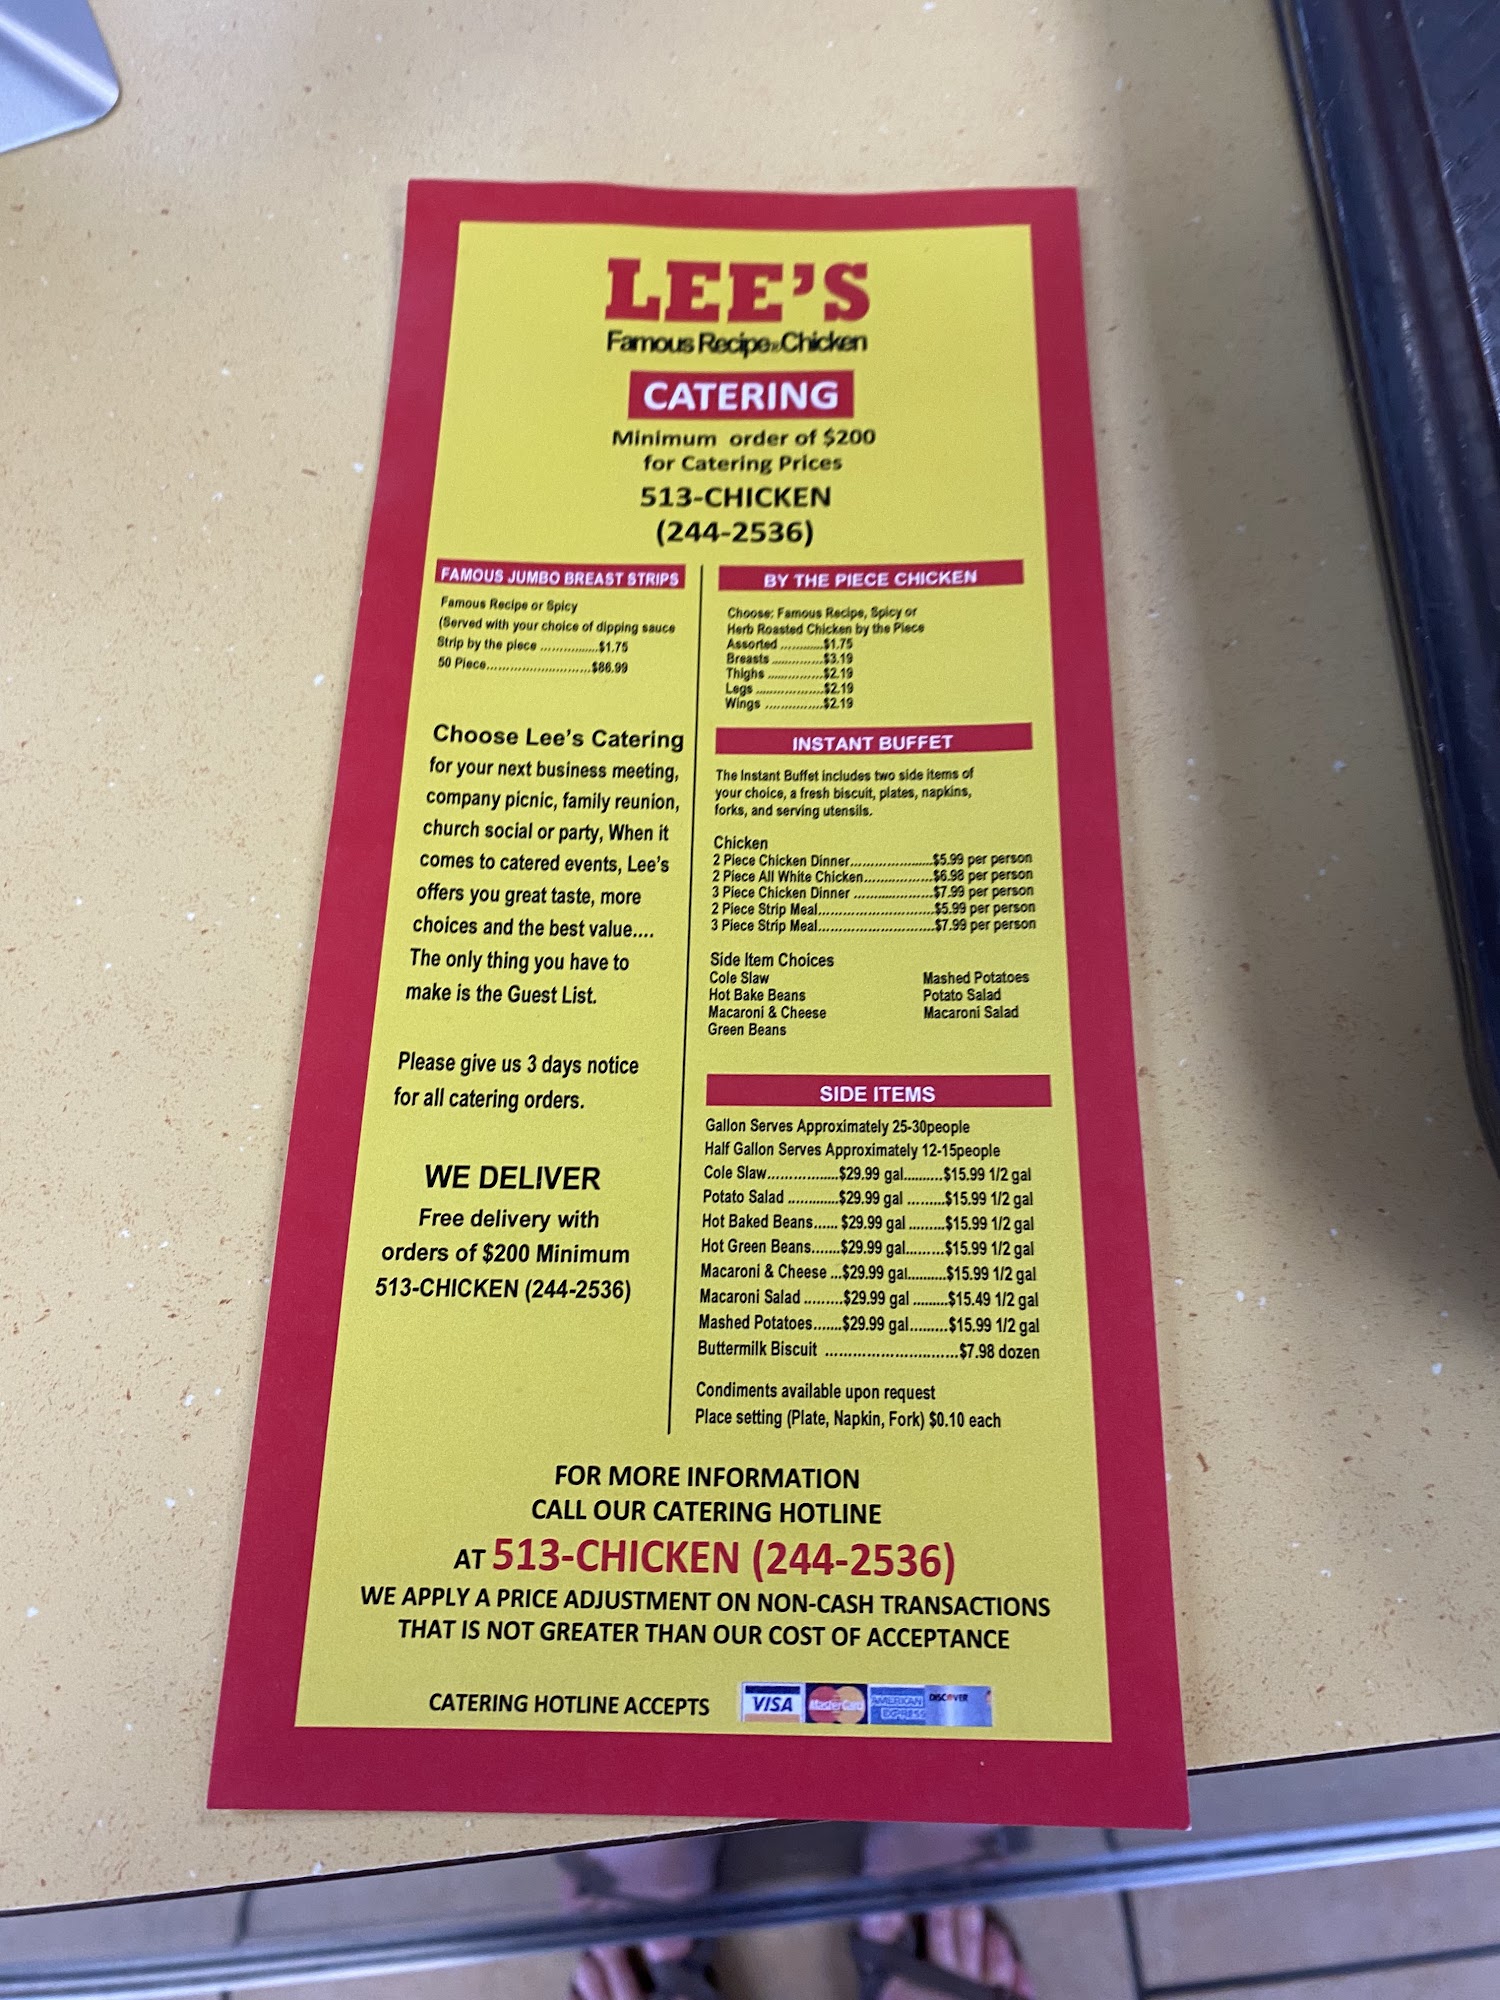 LEE'S
Famous Recipe® Chicken
CATERING
Minimum order of $200
for Catering Prices
513-CHICKEN
(244-2536)
FAMOUS JUMBO BREAST STRIPS
Famous Recipe or Spicy
(Served with your choice of dipping sauce
Strip by the piece ...............$1.75
50 Piece...........................$86.99
Choose Lee's Catering
for your next business meeting,
company picnic, family reunion,
church social or party, When it
comes to catered events, Lee's
offers you great taste, more
choices and the best value....
The only thing you have to
make is the Guest List.
Please give us 3 days notice
for all catering orders.
WE DELIVER
Free delivery with
orders of $200 Minimum
513-CHICKEN (244-2536)
BY THE PIECE CHICKEN
Choose: Famous Recipe, Spicy or
Herb Roasted Chicken by the Piece
Assorted ............$1.75
Breasts ..............$3.19
Thighs ...............$2.19
Legs ..................$2.19
Wings ...............$2.19
INSTANT BUFFET
The Instant Buffet includes two side items of
your choice, a fresh biscuit, plates, napkins,
forks, and serving utensils.
Chicken
2 Piece Chicken Dinner.....................$5.99 per person
2 Piece All White Chicken.................$6.98 per person
3 Piece Chicken Dinner ....................$7.99 per person
2 Piece Strip Meal............................$5.99 per person
3 Piece Strip Meal............................$7.99 per person
Side Item Choices
Cole Slaw Mashed Potatoes
Hot Bake Beans Potato Salad
Macaroni & Cheese Macaroni Salad
Green Beans
SIDE ITEMS
Gallon Serves Approximately 25-30people
Half Gallon Serves Approximately 12-15people
Cole Slaw.................$29.99 gal..........$15.99 1/2 gal
Potato Salad ............$29.99 gal .........$15.99 1/2 gal
Hot Baked Beans...... $29.99 gal .........$15.99 1/2 gal
Hot Green Beans.......$29.99 gal.........$15.99 1/2 gal
Macaroni & Cheese ...$29.99 gal..........$15.99 1/2 gal
Macaroni Salad .........$29.99 gal .........$15.49 1/2 gal
Mashed Potatoes.......$29.99 gal.........$15.99 1/2 gal
Buttermilk Biscuit ..............................$7.98 dozen
Condiments available upon request
Place setting (Plate, Napkin, Fork) $0.10 each
FOR MORE INFORMATION
CALL OUR CATERING HOTLINE
AT 513-CHICKEN (244-2536)
WE APPLY A PRICE ADJUSTMENT ON NON-CASH TRANSACTIONS
THAT IS NOT GREATER THAN OUR COST OF ACCEPTANCE
CATERING HOTLINE ACCEPTS VISA MasterCard AMERICAN EXPRESS DISCOVER